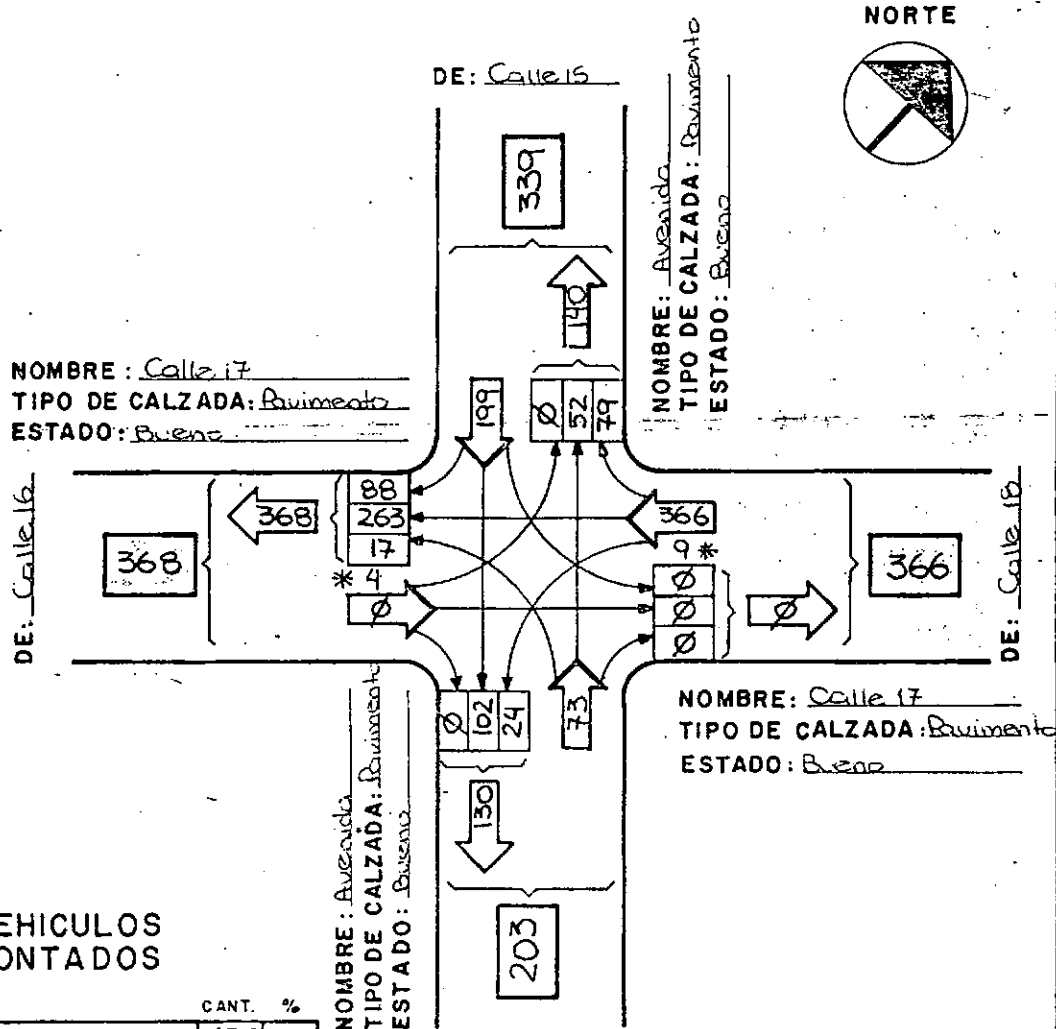 NORTE
DE: Calle 15
339
NOMBRE: Avenida
TIPO DE CALZADA: Pavimento
ESTADO: Bueno
140
NOMBRE: Calle 17
TIPO DE CALZADA: Pavimento
ESTADO: Bueno
199
Ø 52 79
DE: Calle 16
368
368
88
263
17
* 4
Ø
366
9 *
Ø
Ø
Ø
Ø
366
DE: Calle 18
Ø 102 24
73
130
NOMBRE: Calle 17
TIPO DE CALZADA: Pavimento
ESTADO: Bueno
NOMBRE: Avenida
TIPO DE CALZADA: Pavimento
ESTADO: Bueno
203
EHICULOS
ONTADOS
CANT. %